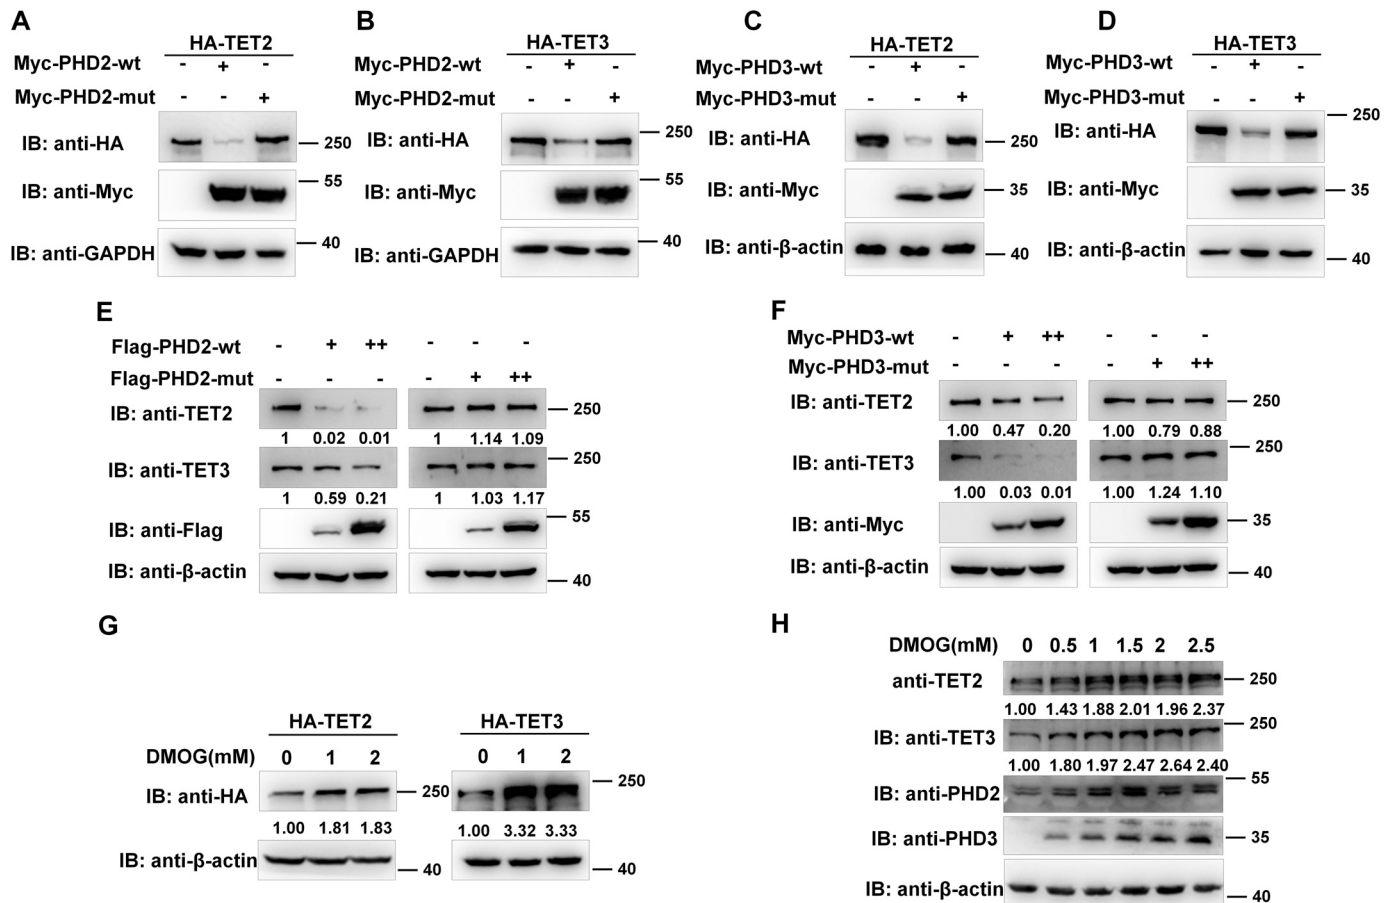 A
HA-TET2
Myc-PHD2-wt - + -
Myc-PHD2-mut - - +
IB: anti-HA 250
IB: anti-Myc 55
IB: anti-GAPDH 40
B
HA-TET3
Myc-PHD2-wt - + -
Myc-PHD2-mut - - +
IB: anti-HA 250
IB: anti-Myc 55
IB: anti-GAPDH 40
C
HA-TET2
Myc-PHD3-wt - + -
Myc-PHD3-mut - - +
IB: anti-HA 250
IB: anti-Myc 35
IB: anti-β-actin 40
D
HA-TET3
Myc-PHD3-wt - + -
Myc-PHD3-mut - - +
IB: anti-HA 250
IB: anti-Myc 35
IB: anti-β-actin 40
E
Flag-PHD2-wt - + ++ - - -
Flag-PHD2-mut - - - - + ++
IB: anti-TET2 250
1 0.02 0.01 1 1.14 1.09
IB: anti-TET3 250
1 0.59 0.21 1 1.03 1.17
IB: anti-Flag 55
IB: anti-β-actin 40
F
Myc-PHD3-wt - + ++ - - -
Myc-PHD3-mut - - - - + ++
IB: anti-TET2 250
1.00 0.47 0.20 1.00 0.79 0.88
IB: anti-TET3 250
1.00 0.03 0.01 1.00 1.24 1.10
IB: anti-Myc 35
IB: anti-β-actin 40
G
HA-TET2 HA-TET3
DMOG(mM) 0 1 2 0 1 2
IB: anti-HA 250 250
1.00 1.81 1.83 1.00 3.32 3.33
IB: anti-β-actin 40 40
H
DMOG(mM) 0 0.5 1 1.5 2 2.5
anti-TET2 250
1.00 1.43 1.88 2.01 1.96 2.37
IB: anti-TET3 250
1.00 1.80 1.97 2.47 2.64 2.40
IB: anti-PHD2 55
IB: anti-PHD3 35
IB: anti-β-actin 40